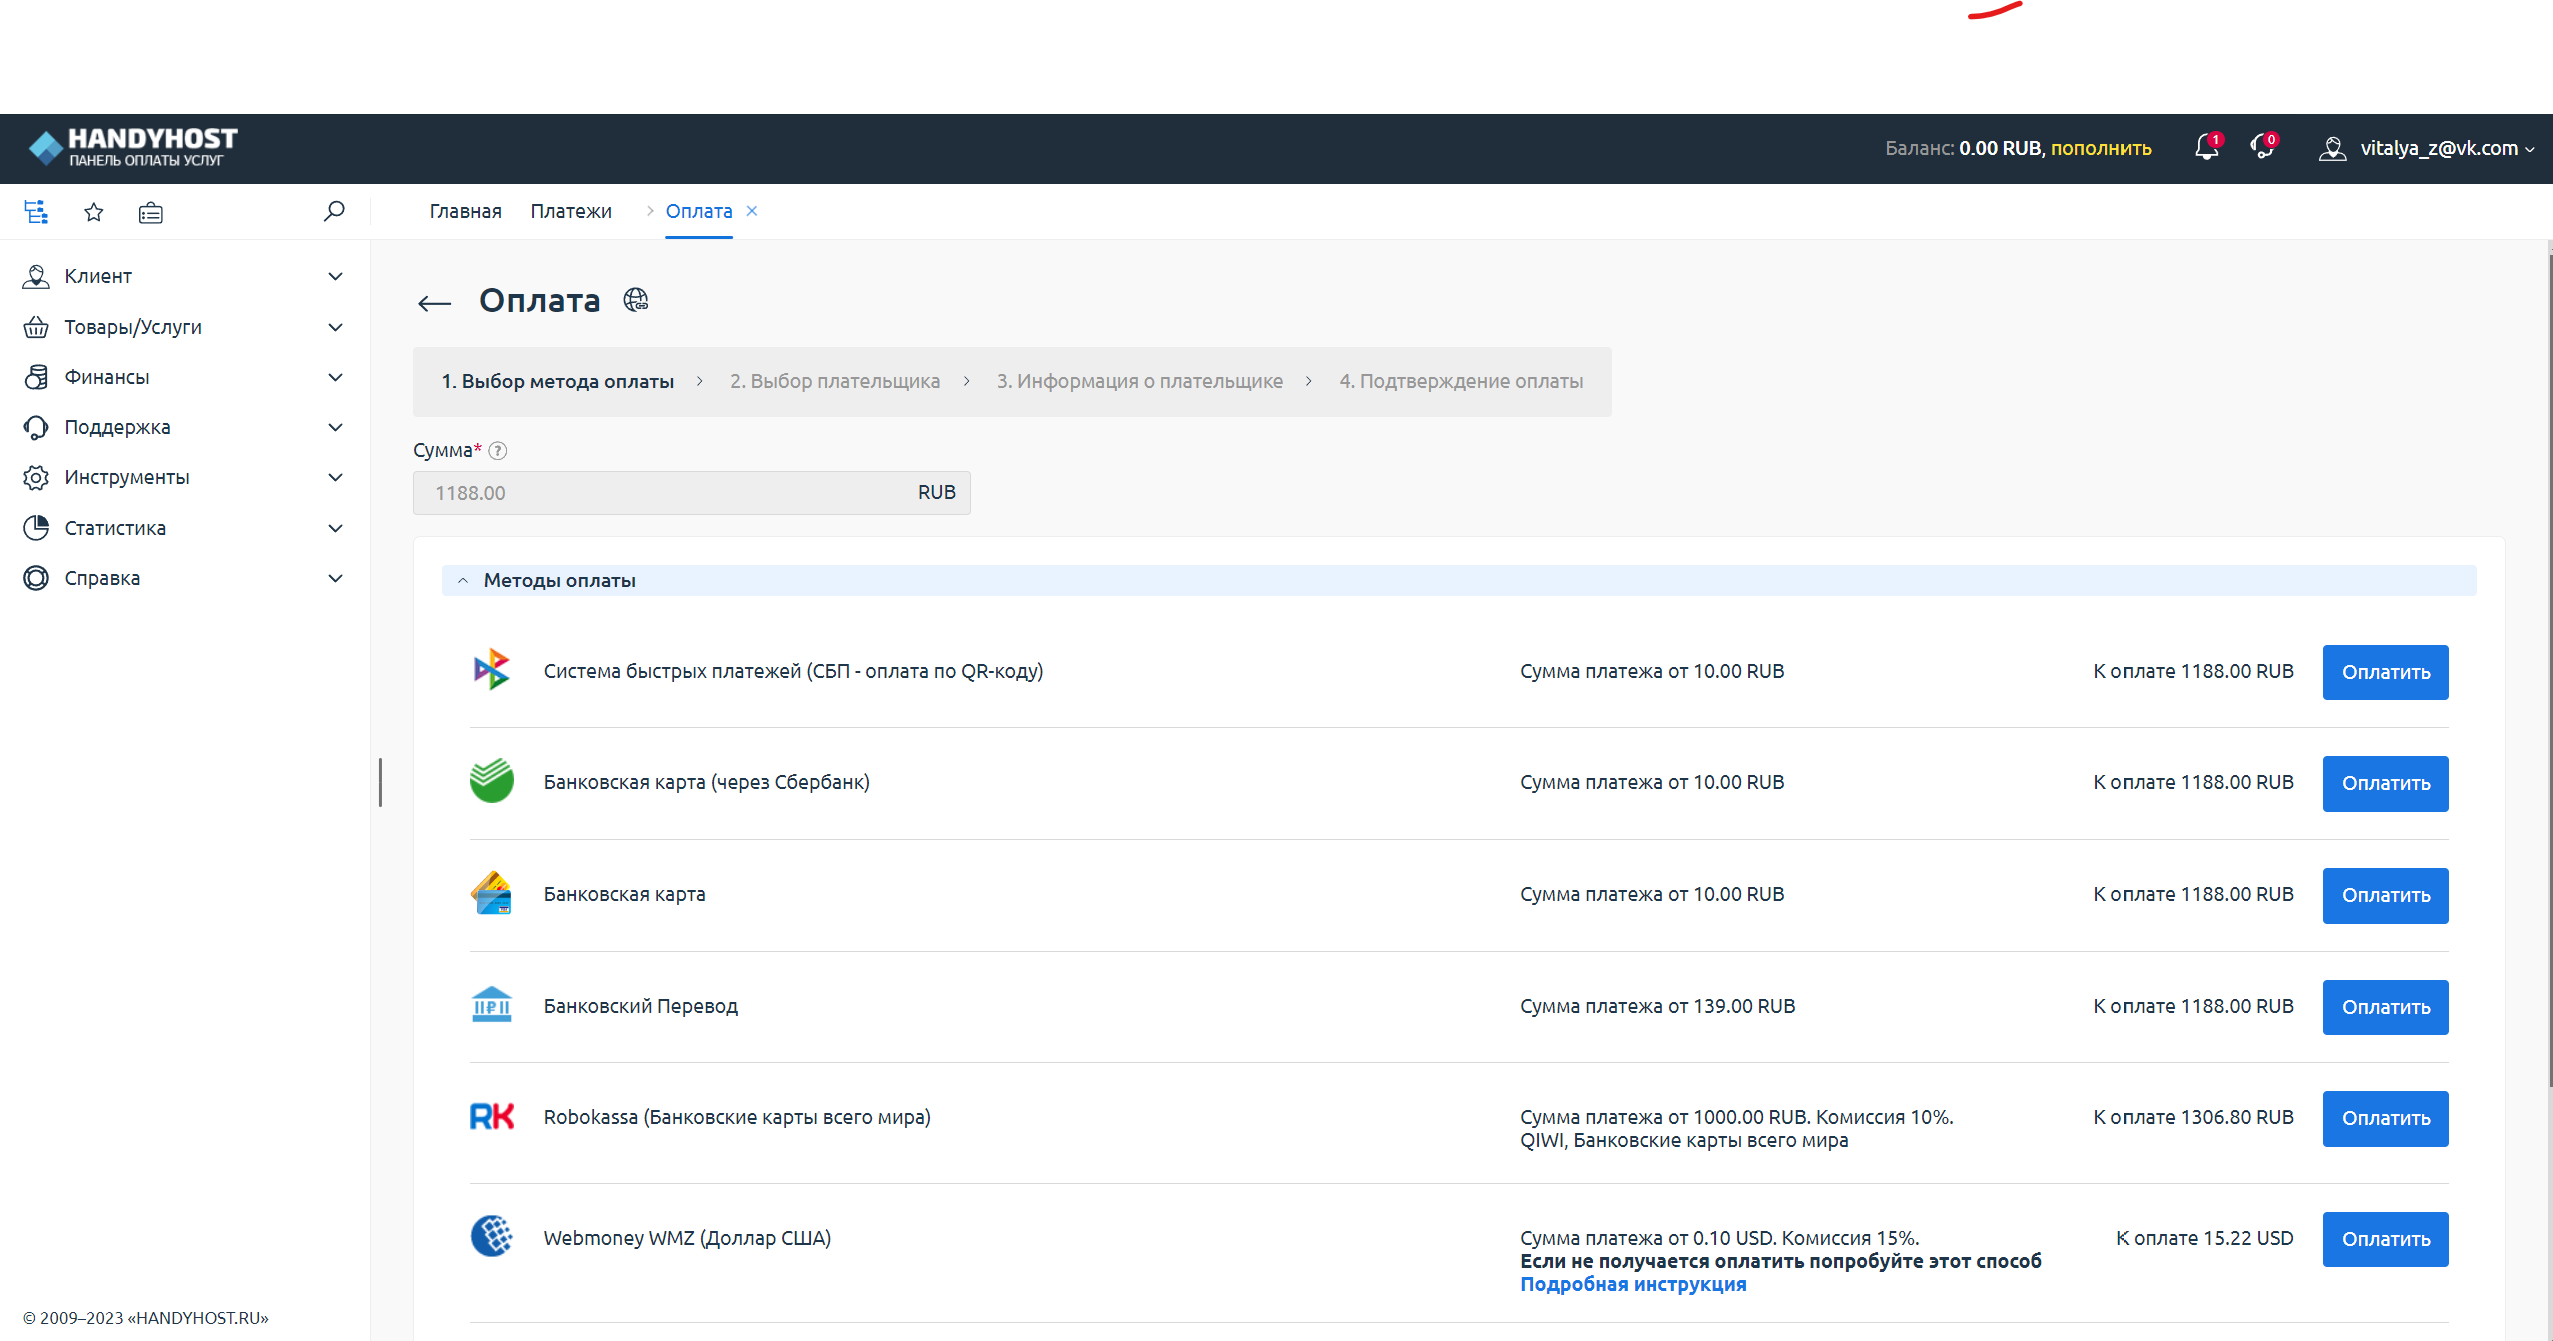 HANDYHOST
ПАНЕЛЬ ОПЛАТЫ УСЛУГ
Баланс: 0.00 RUB, пополнить
1
0
vitalya_z@vk.com
Главная
Платежи
Оплата
Клиент
Товары/Услуги
Финансы
Поддержка
Инструменты
Статистика
Справка
Оплата
1. Выбор метода оплаты
2. Выбор плательщика
3. Информация о плательщике
4. Подтверждение оплаты
Сумма* ?
1188.00 RUB
Методы оплаты
Система быстрых платежей (СБП - оплата по QR-коду)
Сумма платежа от 10.00 RUB
К оплате 1188.00 RUB
Оплатить
Банковская карта (через Сбербанк)
Сумма платежа от 10.00 RUB
К оплате 1188.00 RUB
Оплатить
Банковская карта
Сумма платежа от 10.00 RUB
К оплате 1188.00 RUB
Оплатить
Банковский Перевод
Сумма платежа от 139.00 RUB
К оплате 1188.00 RUB
Оплатить
RK
Robokassa (Банковские карты всего мира)
Сумма платежа от 1000.00 RUB. Комиссия 10%.
QIWI, Банковские карты всего мира
К оплате 1306.80 RUB
Оплатить
Webmoney WMZ (Доллар США)
Сумма платежа от 0.10 USD. Комиссия 15%.
Если не получается оплатить попробуйте этот способ
Подробная инструкция
К оплате 15.22 USD
Оплатить
© 2009–2023 «HANDYHOST.RU»